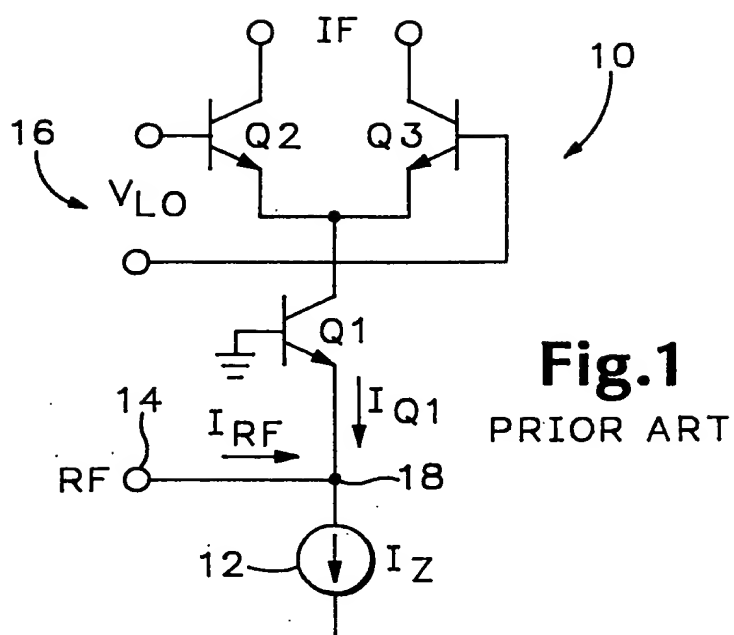 IF
10
16
Q2
Q3
VLO
Q1
Fig.1
PRIOR ART
14
IRF
IQ1
RF
18
12
IZ